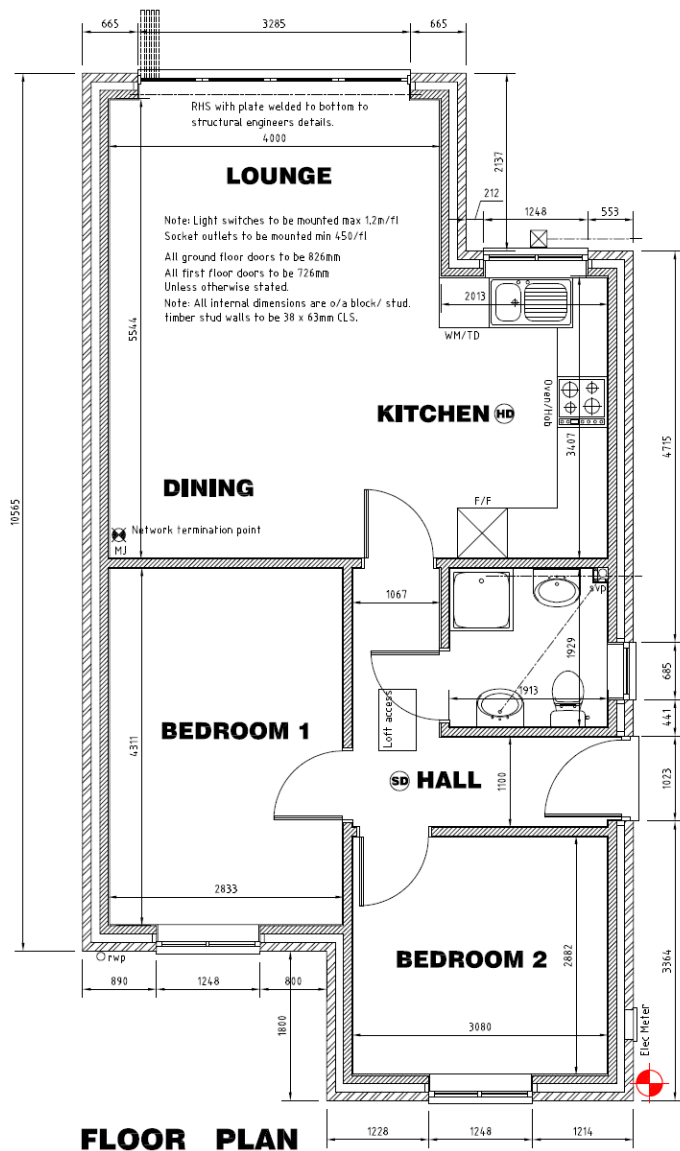 665
3285
665
RHS with plate welded to bottom to
structural engineers details.
4000
LOUNGE
2137
212
1248
553
Note: Light switches to be mounted max 1.2m/fl
Socket outlets to be mounted min 450/fl
All ground floor doors to be 826mm
All first floor doors to be 726mm
Unless otherwise stated.
Note: All internal dimensions are o/a block/ stud.
timber stud walls to be 38 x 63mm CLS.
2013
WM/TD
5544
Oven/Hob
KITCHEN
HD
3407
4715
DINING
F/F
10565
Network termination point
MJ
1067
svp
1929
685
1913
441
Loft access
BEDROOM 1
4311
SD
HALL
1100
1023
2833
BEDROOM 2
2882
3364
rwp
890
1248
800
1800
3080
Elec Meter
FLOOR PLAN
1228
1248
1214